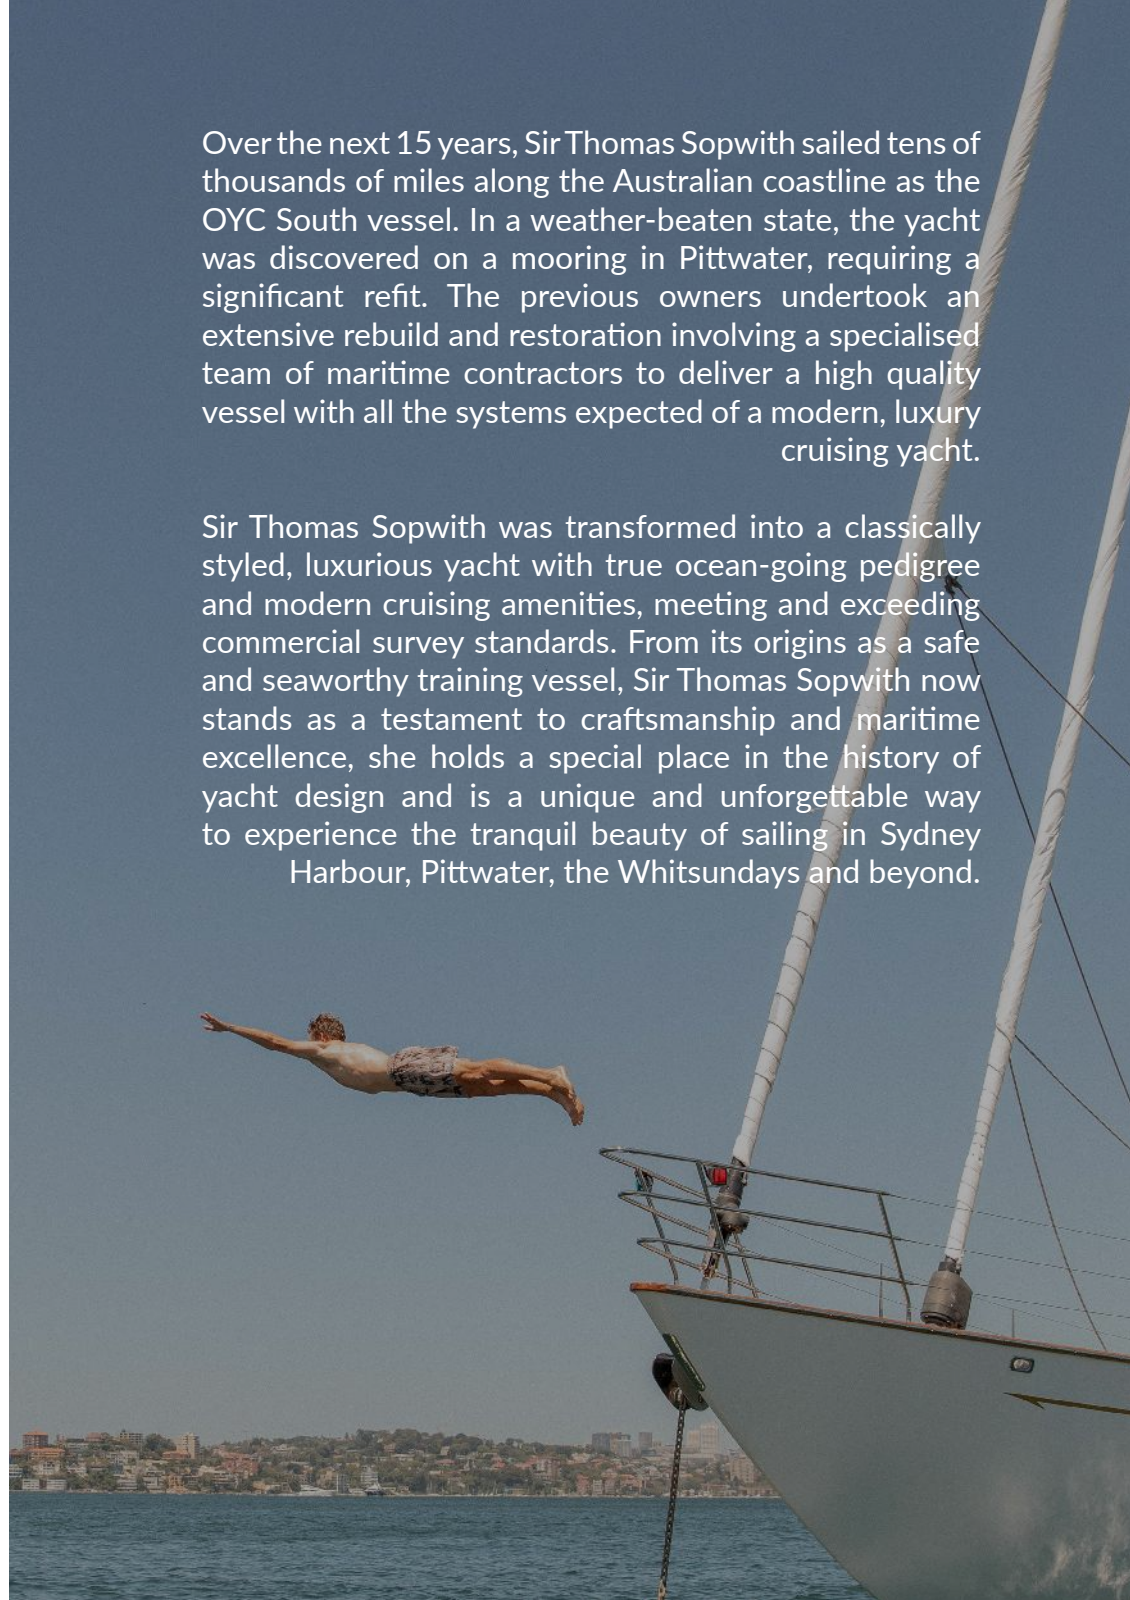 Over the next 15 years, Sir Thomas Sopwith sailed tens of
thousands of miles along the Australian coastline as the
OYC South vessel. In a weather-beaten state, the yacht
was discovered on a mooring in Pittwater, requiring a
significant refit. The previous owners undertook an
extensive rebuild and restoration involving a specialised
team of maritime contractors to deliver a high quality
vessel with all the systems expected of a modern, luxury
cruising yacht.
Sir Thomas Sopwith was transformed into a classically
styled, luxurious yacht with true ocean-going pedigree
and modern cruising amenities, meeting and exceeding
commercial survey standards. From its origins as a safe
and seaworthy training vessel, Sir Thomas Sopwith now
stands as a testament to craftsmanship and maritime
excellence, she holds a special place in the history of
yacht design and is a unique and unforgettable way
to experience the tranquil beauty of sailing in Sydney
Harbour, Pittwater, the Whitsundays and beyond.